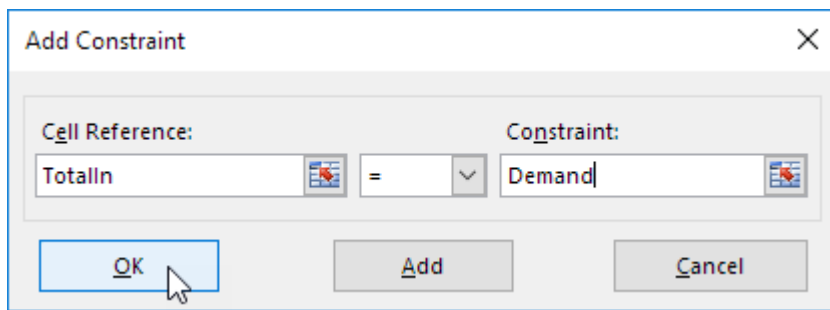 Add Constraint
Cell Reference: Constraint:
TotalIn = Demand
OK Add Cancel